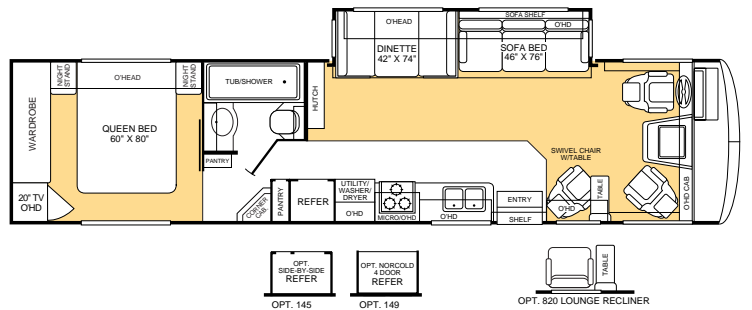 O'HEAD
SOFA SHELF
O'HD
DINETTE
42" X 74"
SOFA BED
46" X 76"
NIGHT
STAND
O'HEAD
NIGHT
STAND
TUB/SHOWER
HUTCH
WARDROBE
QUEEN BED
60" X 80"
PANTRY
SWIVEL CHAIR
W/TABLE
20" TV
O'HD
CORNER
CAB.
PANTRY
REFER
UTILITY/
WASHER/
DRYER
O'HD
MICRO/O'HD
O'HD
ENTRY
SHELF
O'HD
TABLE
O'HD CAB
OPT.
SIDE-BY-SIDE
REFER
OPT. 145
OPT. NORCOLD
4 DOOR
REFER
OPT. 149
TABLE
OPT. 820 LOUNGE RECLINER